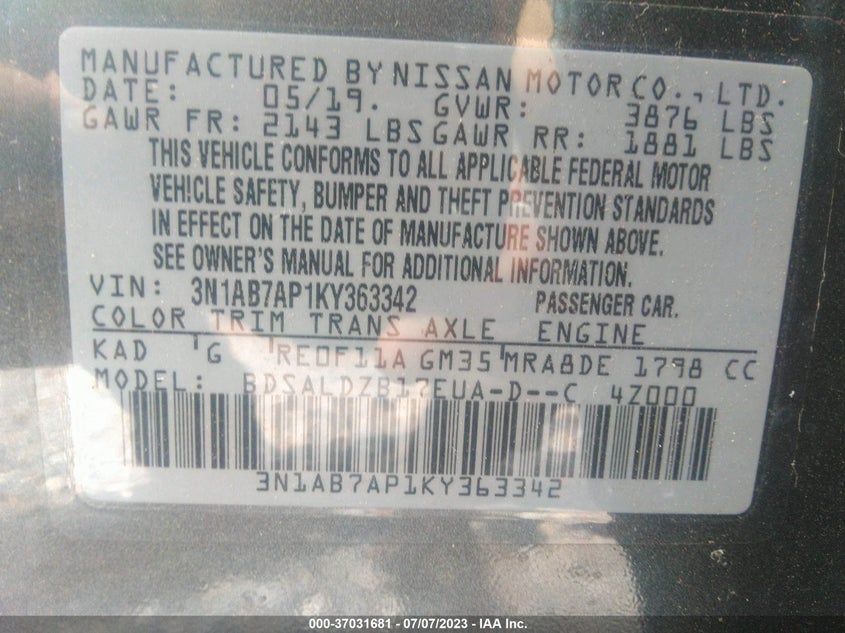 MANUFACTURED BY NISSAN MOTOR CO., LTD.
DATE: 05/19. GVWR: 3876 LBS
GAWR FR: 2143 LBS GAWR RR: 1881 LBS
THIS VEHICLE CONFORMS TO ALL APPLICABLE FEDERAL MOTOR
VEHICLE SAFETY, BUMPER AND THEFT PREVENTION STANDARDS
IN EFFECT ON THE DATE OF MANUFACTURE SHOWN ABOVE.
SEE OWNER'S MANUAL FOR ADDITIONAL INFORMATION.
VIN: 3N1AB7AP1KY363342 PASSENGER CAR.
COLOR TRIM TRANS AXLE ENGINE
KAD 'G 'RE0F11A GM35'MRA8DE 1798 CC
MODEL: BDSALDZB17EUA-D--C 4Z000
3N1AB7AP1KY363342
000-37031681 - 07/07/2023 - IAA Inc.